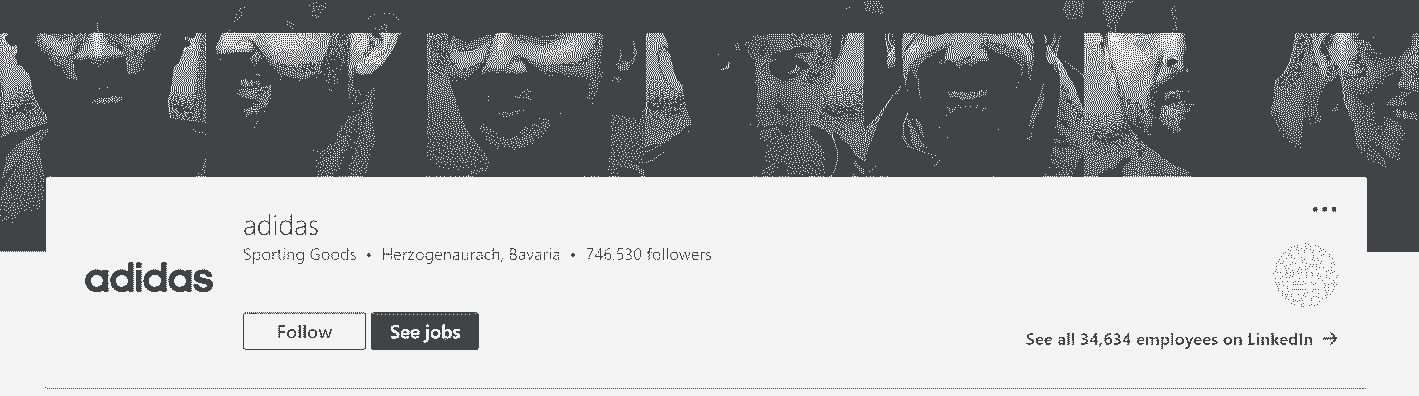 adidas
Sporting Goods • Herzogenaurach, Bavaria • 746.530 followers
adidas
Follow
See jobs
See all 34,634 employees on LinkedIn →